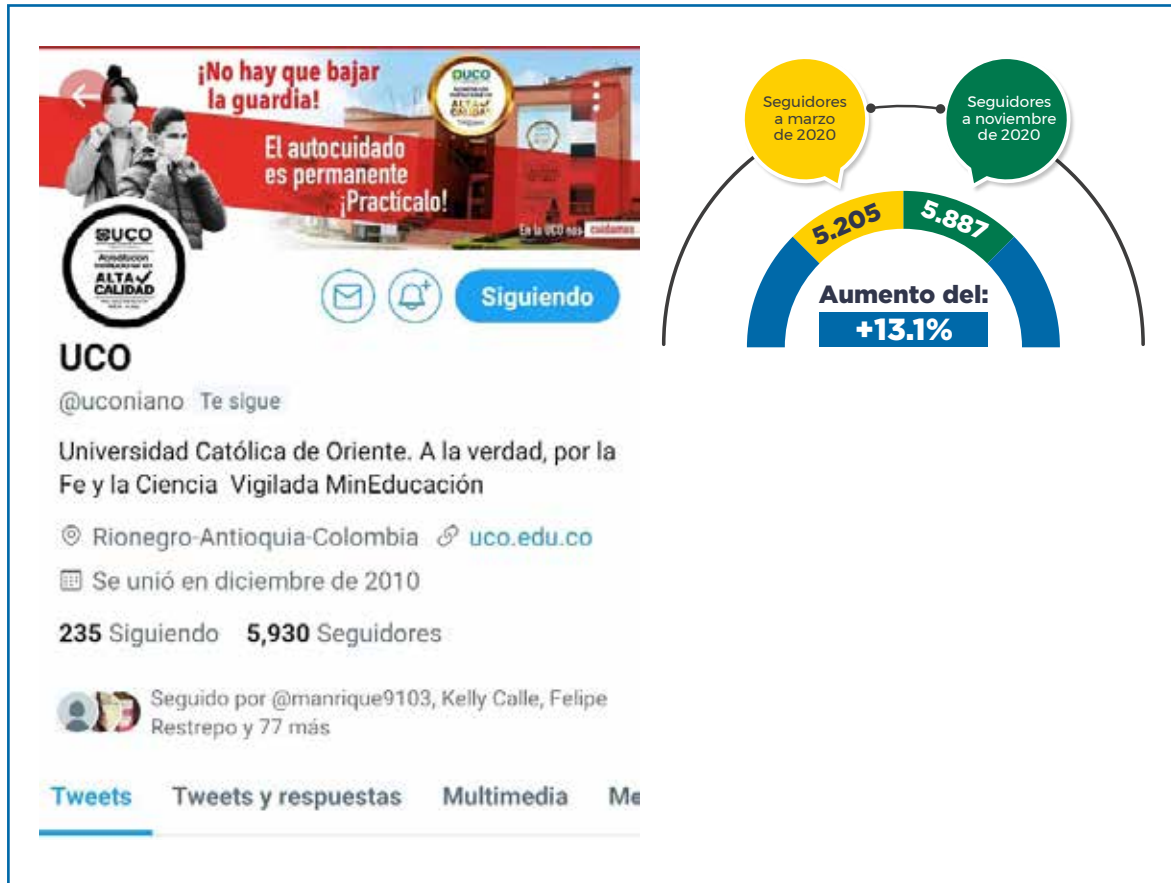 ¡No hay que bajar
la guardia!
El autocuidado
es permanente
¡Practícalo!
En la UCO nos cuidamos
UCO
ALTA
CALIDAD
UCO
Acreditación
ALTA
CALIDAD
Siguiendo
UCO
@uconiano Te sigue
Universidad Católica de Oriente. A la verdad, por la
Fe y la Ciencia Vigilada MinEducación
Rionegro-Antioquia-Colombia uco.edu.co
Se unió en diciembre de 2010
235 Siguiendo 5,930 Seguidores
Seguido por @manrique9103, Kelly Calle, Felipe
Restrepo y 77 más
Tweets Tweets y respuestas Multimedia Me
Seguidores
a marzo
de 2020
Seguidores
a noviembre
de 2020
5.205
5.887
Aumento del:
+13.1%